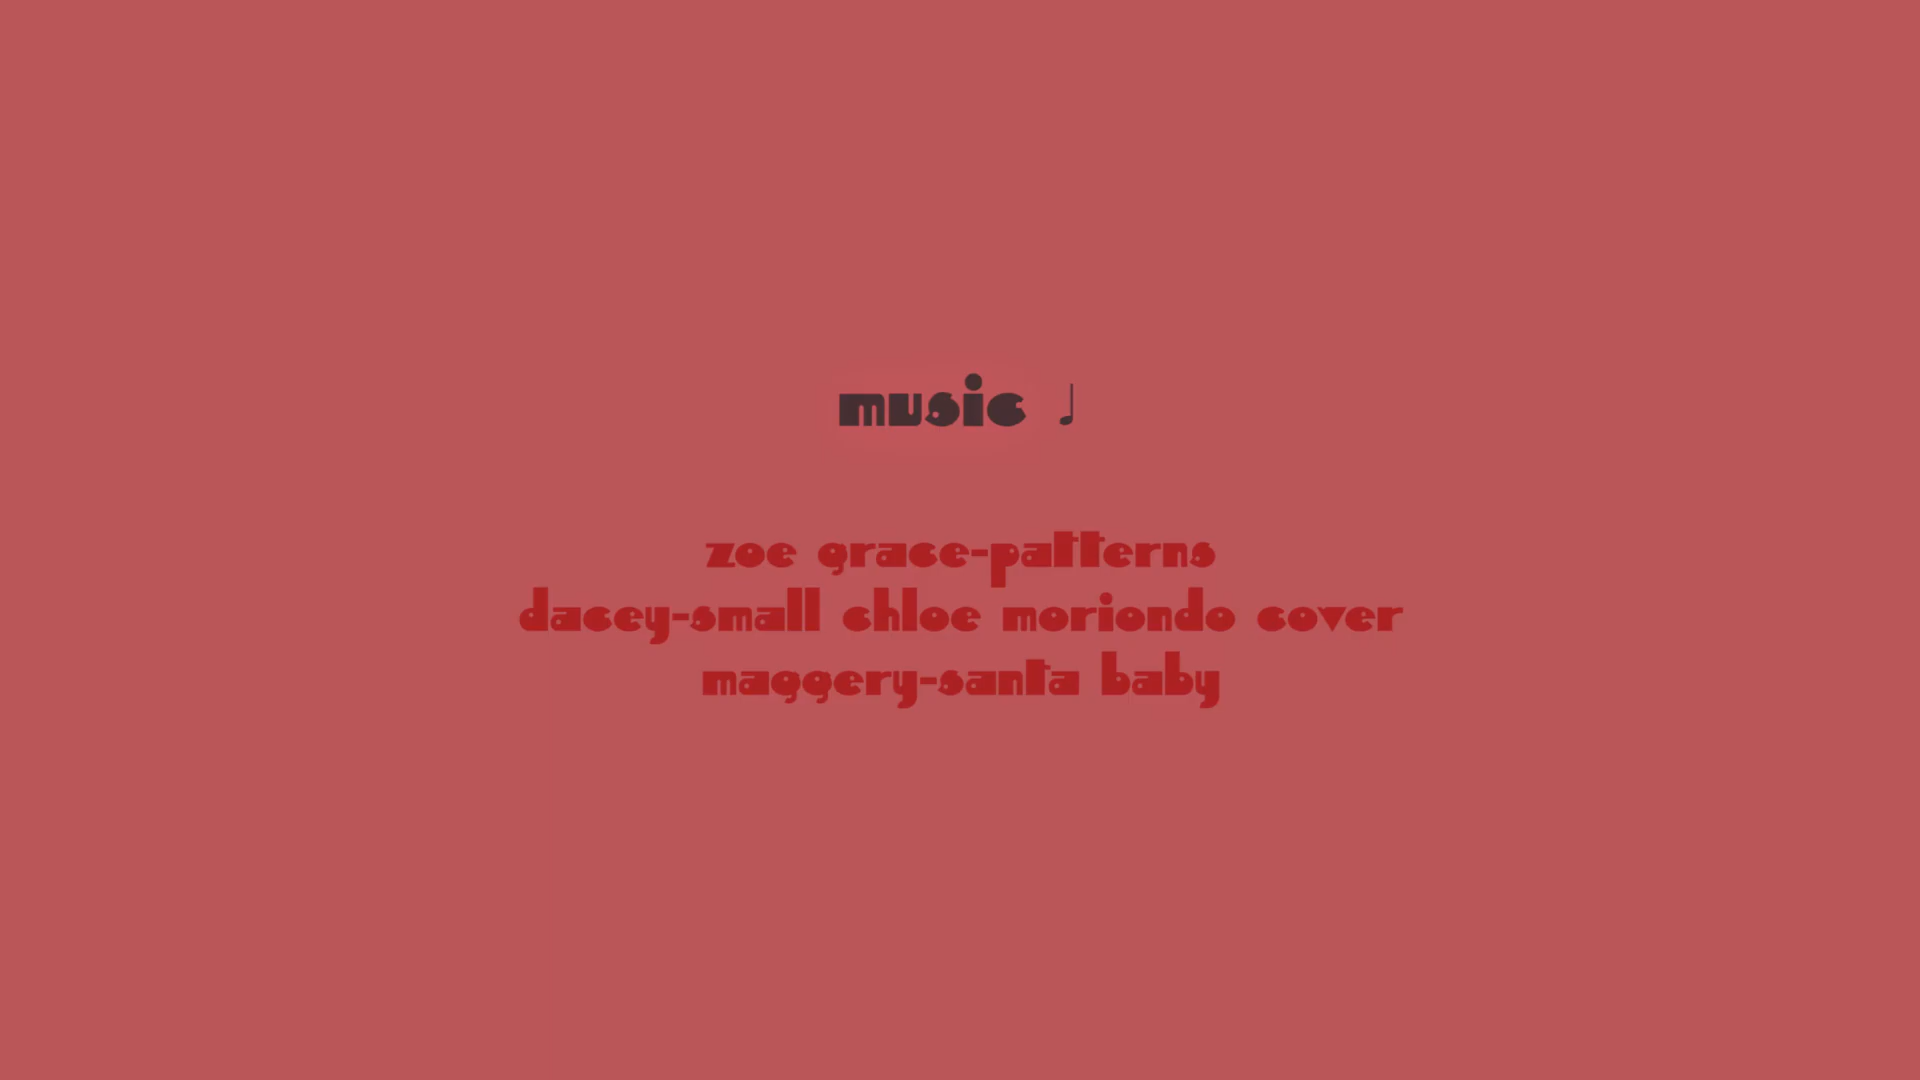 music ♩
zoe grace-patterns
dacey-small chloe moriondo cover
maggery-santa baby